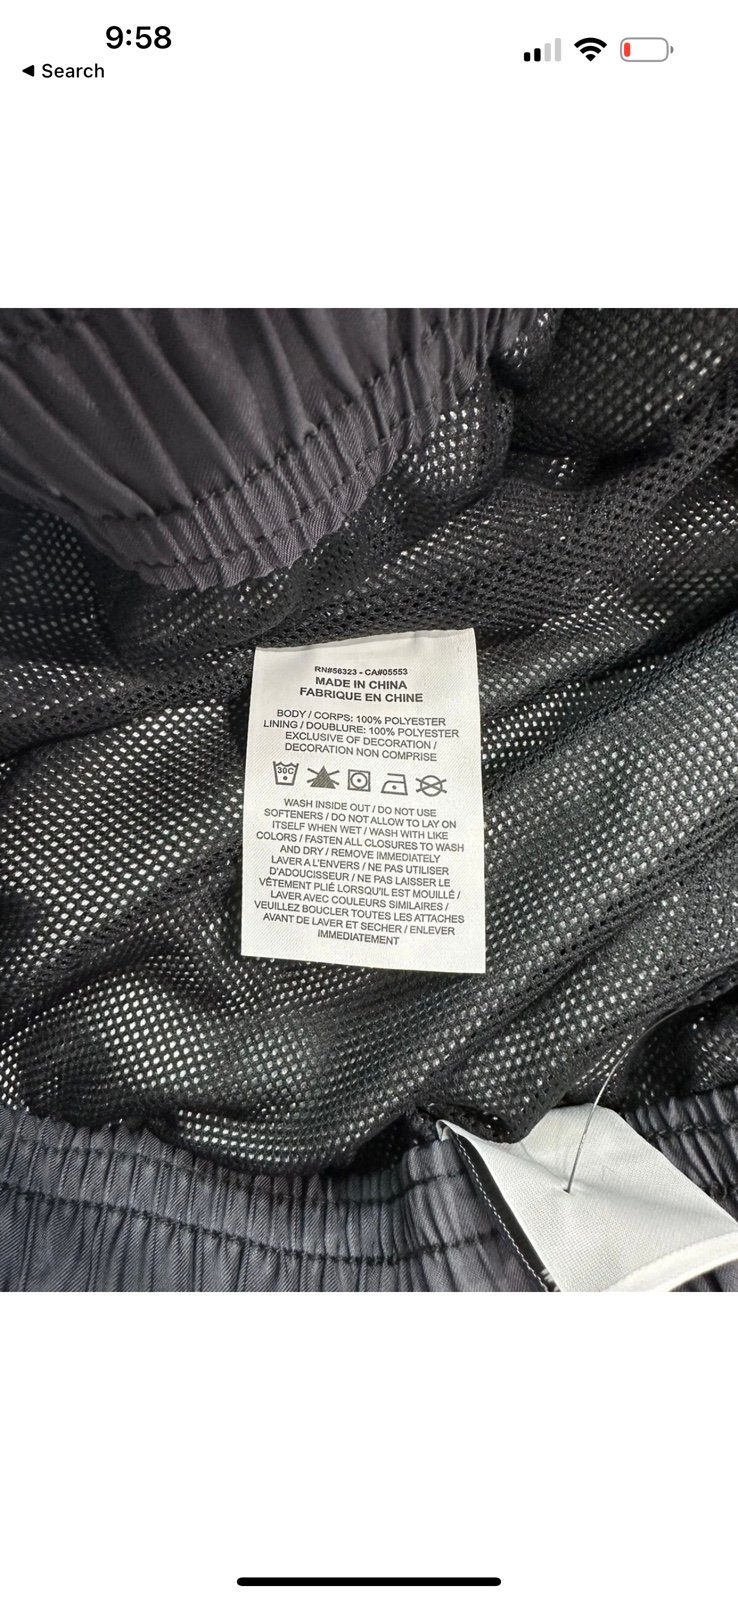 9:58
◀ Search
RN#56323 - CA#05553
MADE IN CHINA
FABRIQUE EN CHINE
BODY / CORPS: 100% POLYESTER
LINING / DOUBLURE: 100% POLYESTER
EXCLUSIVE OF DECORATION /
DECORATION NON COMPRISE
30C
WASH INSIDE OUT / DO NOT USE
SOFTENERS / DO NOT ALLOW TO LAY ON
ITSELF WHEN WET / WASH WITH LIKE
COLORS / FASTEN ALL CLOSURES TO WASH
AND DRY / REMOVE IMMEDIATELY
LAVER A L'ENVERS / NE PAS UTILISER
D'ADOUCISSEUR / NE PAS LAISSER LE
VÊTEMENT PLIÉ LORSQU'IL EST MOUILLÉ /
LAVER AVEC COULEURS SIMILAIRES /
VEUILLEZ BOUCLER TOUTES LES ATTACHES
AVANT DE LAVER ET SECHER / ENLEVER
IMMEDIATEMENT